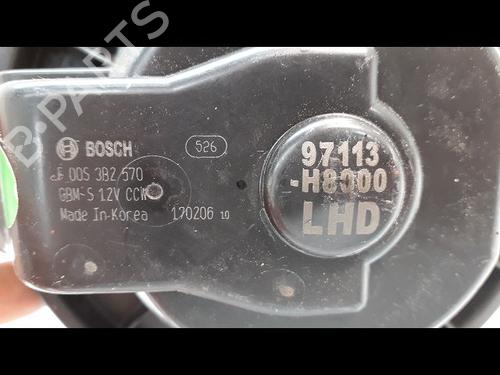 BOSCH
526
F 00S 3B2 570
GBM-S 12V CCW
Made In-Korea
170206 10
97113
-H8000
LHD
B-PARTS